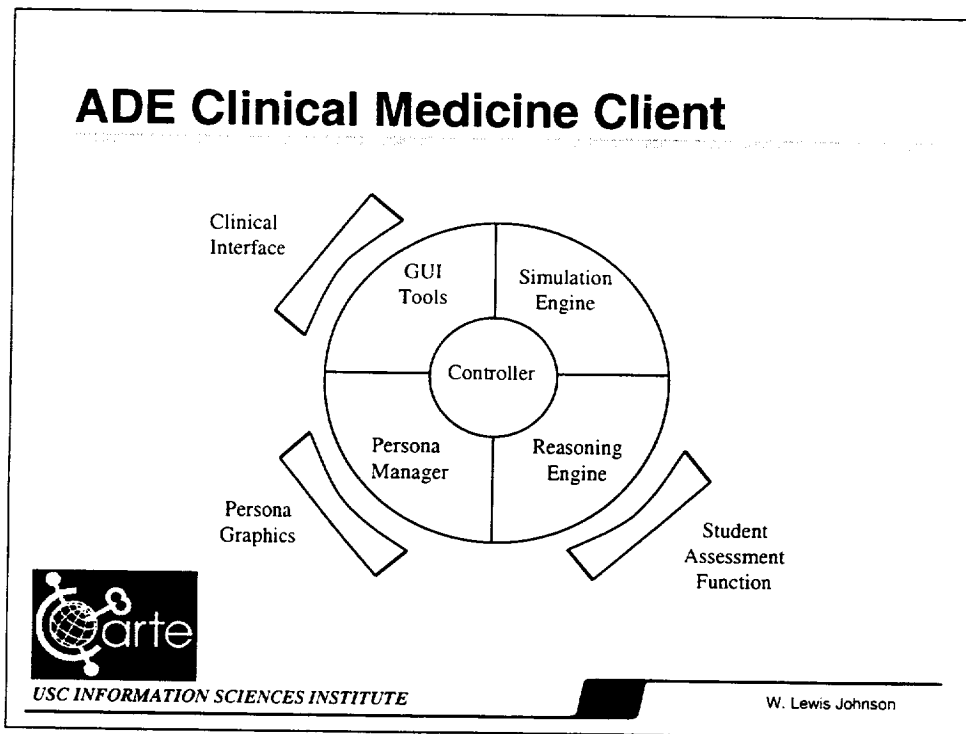 ADE Clinical Medicine Client
Clinical
Interface
GUI
Tools
Simulation
Engine
Controller
Persona
Manager
Reasoning
Engine
Persona
Graphics
Student
Assessment
Function
Carte
USC INFORMATION SCIENCES INSTITUTE
W. Lewis Johnson